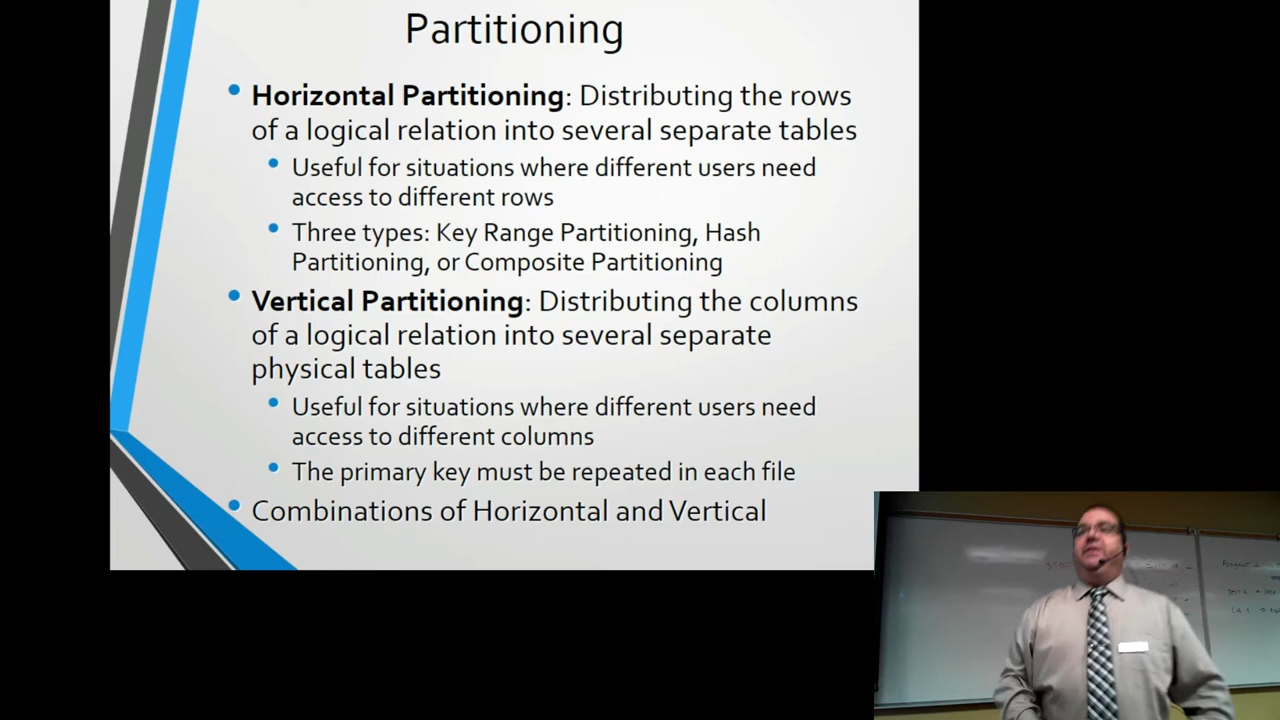 Partitioning
• Horizontal Partitioning: Distributing the rows
of a logical relation into several separate tables
• Useful for situations where different users need
access to different rows
• Three types: Key Range Partitioning, Hash
Partitioning, or Composite Partitioning
• Vertical Partitioning: Distributing the columns
of a logical relation into several separate
physical tables
• Useful for situations where different users need
access to different columns
• The primary key must be repeated in each file
• Combinations of Horizontal and Vertical